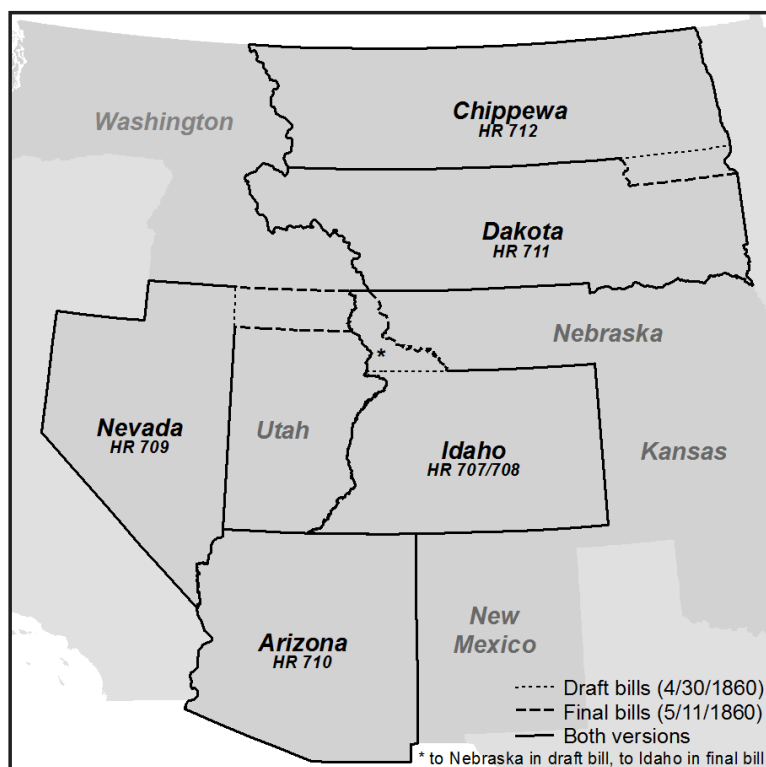 Washington
Chippewa
HR 712
Dakota
HR 711
Nebraska
*
Nevada
HR 709
Utah
Idaho
HR 707/708
Kansas
New
Mexico
Arizona
HR 710
Draft bills (4/30/1860)
Final bills (5/11/1860)
Both versions
* to Nebraska in draft bill, to Idaho in final bill